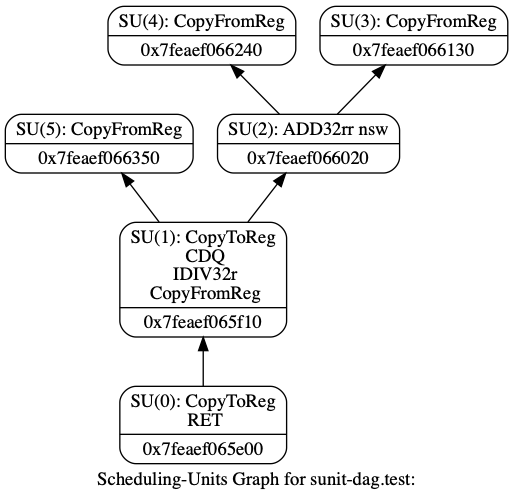 SU(4): CopyFromReg
0x7feaef066240
SU(3): CopyFromReg
0x7feaef066130
SU(5): CopyFromReg
0x7feaef066350
SU(2): ADD32rr nsw
0x7feaef066020
SU(1): CopyToReg
CDQ
IDIV32r
CopyFromReg
0x7feaef065f10
SU(0): CopyToReg
RET
0x7feaef065e00
Scheduling-Units Graph for sunit-dag.test: